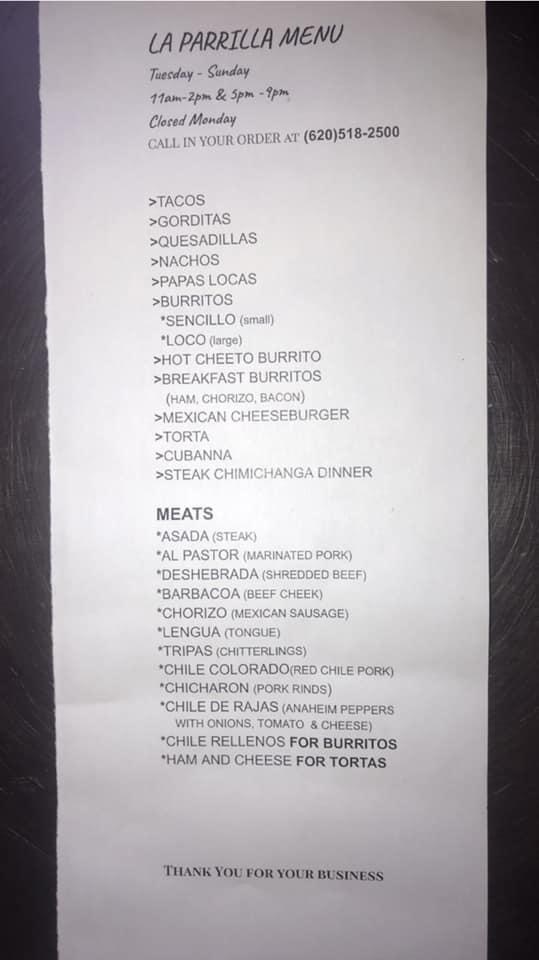 LA PARRILLA MENU
Tuesday - Sunday
11am-2pm & 5pm -9pm
Closed Monday
CALL IN YOUR ORDER AT (620)518-2500
>TACOS
>GORDITAS
>QUESADILLAS
>NACHOS
>PAPAS LOCAS
>BURRITOS
*SENCILLO (small)
*LOCO (large)
>HOT CHEETO BURRITO
>BREAKFAST BURRITOS
(HAM, CHORIZO, BACON)
>MEXICAN CHEESEBURGER
>TORTA
>CUBANNA
>STEAK CHIMICHANGA DINNER
MEATS
*ASADA (STEAK)
*AL PASTOR (MARINATED PORK)
*DESHEBRADA (SHREDDED BEEF)
*BARBACOA (BEEF CHEEK)
*CHORIZO (MEXICAN SAUSAGE)
*LENGUA (TONGUE)
*TRIPAS (CHITTERLINGS)
*CHILE COLORADO(RED CHILE PORK)
*CHICHARON (PORK RINDS)
*CHILE DE RAJAS (ANAHEIM PEPPERS
WITH ONIONS, TOMATO & CHEESE)
*CHILE RELLENOS FOR BURRITOS
*HAM AND CHEESE FOR TORTAS
THANK YOU FOR YOUR BUSINESS